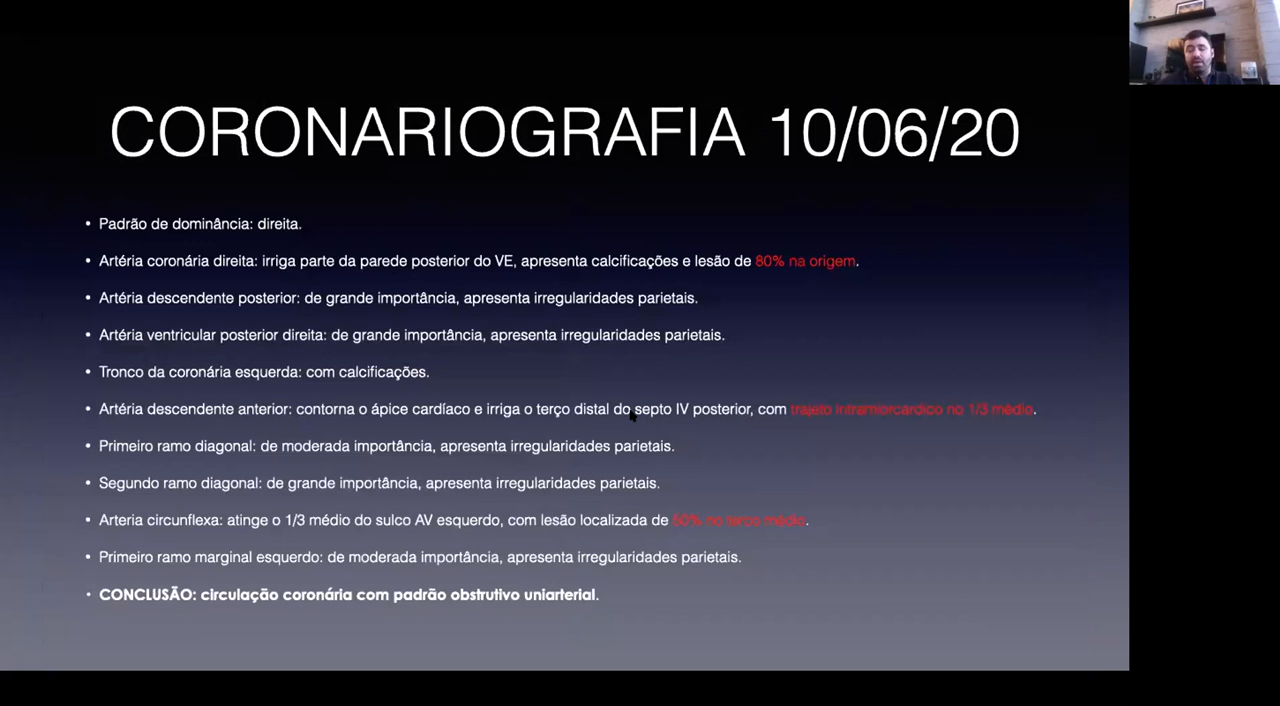 CORONARIOGRAFIA 10/06/20
• Padrão de dominância: direita.
• Artéria coronária direita: irriga parte da parede posterior do VE, apresenta calcificações e lesão de 80% na origem.
• Artéria descendente posterior: de grande importância, apresenta irregularidades parietais.
• Artéria ventricular posterior direita: de grande importância, apresenta irregularidades parietais.
• Tronco da coronária esquerda: com calcificações.
• Artéria descendente anterior: contorna o ápice cardíaco e irriga o terço distal do septo IV posterior, com trajeto intramiorcardico no 1/3 médio.
• Primeiro ramo diagonal: de moderada importância, apresenta irregularidades parietais.
• Segundo ramo diagonal: de grande importância, apresenta irregularidades parietais.
• Arteria circunflexa: atinge o 1/3 médio do sulco AV esquerdo, com lesão localizada de no terço médio.
• Primeiro ramo marginal esquerdo: de moderada importância, apresenta irregularidades parietais.
• CONCLUSÃO: circulação coronária com padrão obstrutivo uniarterial.